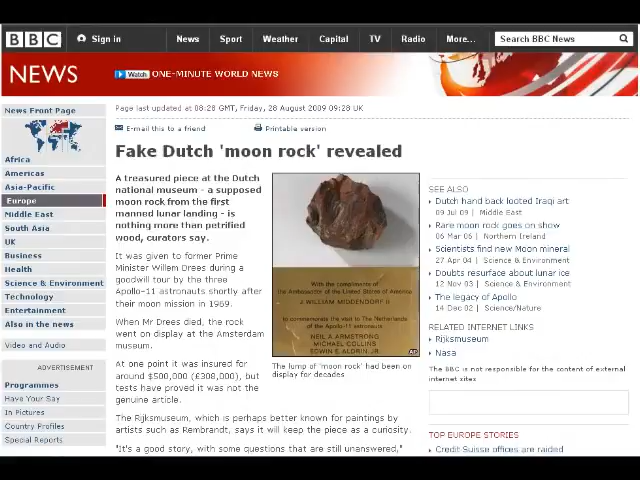 BBC Sign in News Sport Weather Capital TV Radio More... Search BBC News
NEWS Watch ONE-MINUTE WORLD NEWS
News Front Page
Africa
Americas
Asia-Pacific
Europe
Middle East
South Asia
UK
Business
Health
Science & Environment
Technology
Entertainment
Also in the news
Video and Audio
ADVERTISEMENT
Programmes
Have Your Say
In Pictures
Country Profiles
Special Reports
Page last updated at 08:28 GMT, Friday, 28 August 2009 09:28 UK
E-mail this to a friend Printable version
Fake Dutch 'moon rock' revealed
A treasured piece at the Dutch
national museum - a supposed
moon rock from the first
manned lunar landing - is
nothing more than petrified
wood, curators say.
It was given to former Prime
Minister Willem Drees during a
goodwill tour by the three
Apollo-11 astronauts shortly after
their moon mission in 1969.
When Mr Drees died, the rock
went on display at the Amsterdam
museum.
At one point it was insured for
around $500,000 (£308,000), but
tests have proved it was not the
genuine article.
The Rijksmuseum, which is perhaps better known for paintings by
artists such as Rembrandt, says it will keep the piece as a curiosity.
"It's a good story, with some questions that are still unanswered,"
With the compliments of
the Ambassador of the United States of America
J. WILLIAM MIDDENDORF II
to commemorate the visit to The Netherlands
of the Apollo-11 astronauts
NEIL A. ARMSTRONG
MICHAEL COLLINS
EDWIN E. ALDRIN, JR.
AP
The lump of 'moon rock' had been on
display for decades
SEE ALSO
Dutch hand back looted Iraqi art
09 Jul 09 | Middle East
Rare moon rocks goes on show
06 Mar 06 | Northern Ireland
Scientists find new Moon mineral
27 Apr 04 | Science & Environment
Doubts resurface about lunar ice
12 Nov 03 | Science & Environment
The legacy of Apollo
14 Dec 02 | Science/Nature
RELATED INTERNET LINKS
Rijksmuseum
Nasa
The BBC is not responsible for the content of external
internet sites
TOP EUROPE STORIES
Credit Suisse offices are raided